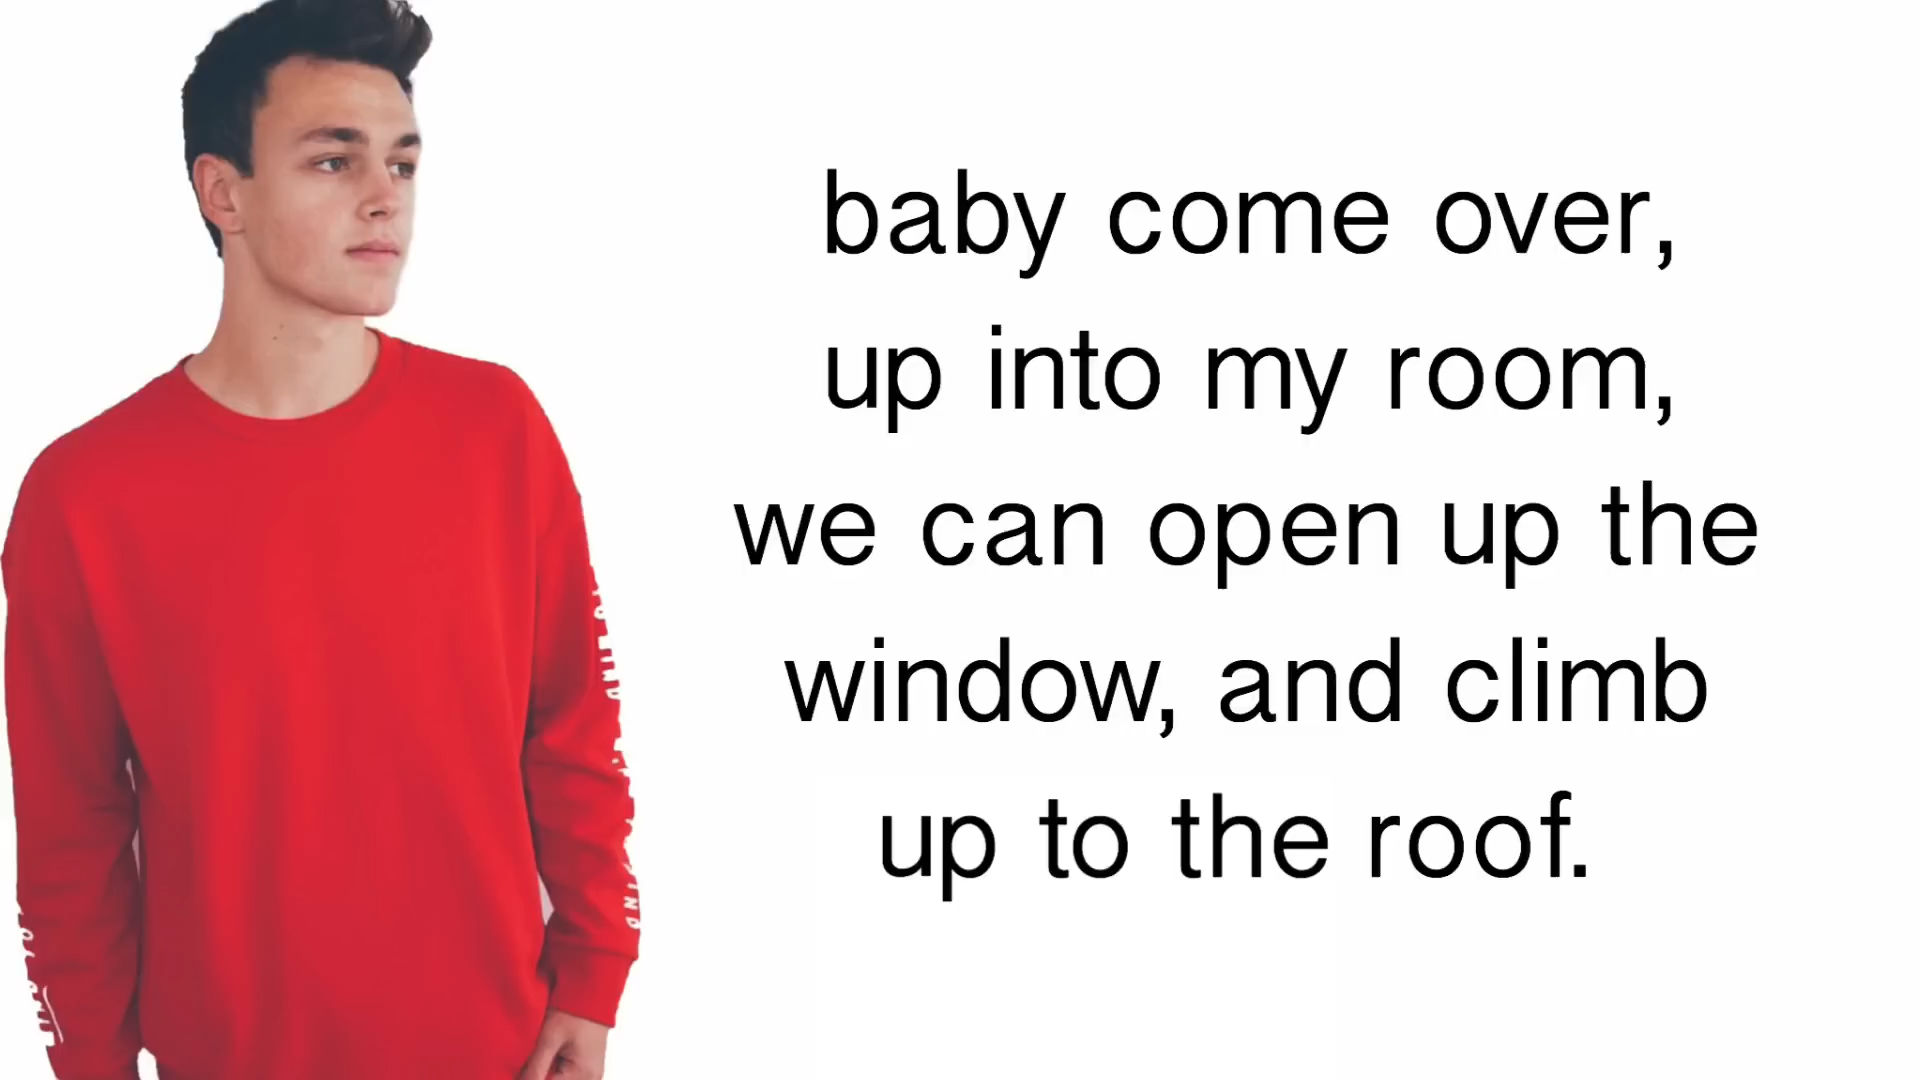 baby come over,
up into my room,
we can open up the
window, and climb
up to the roof.